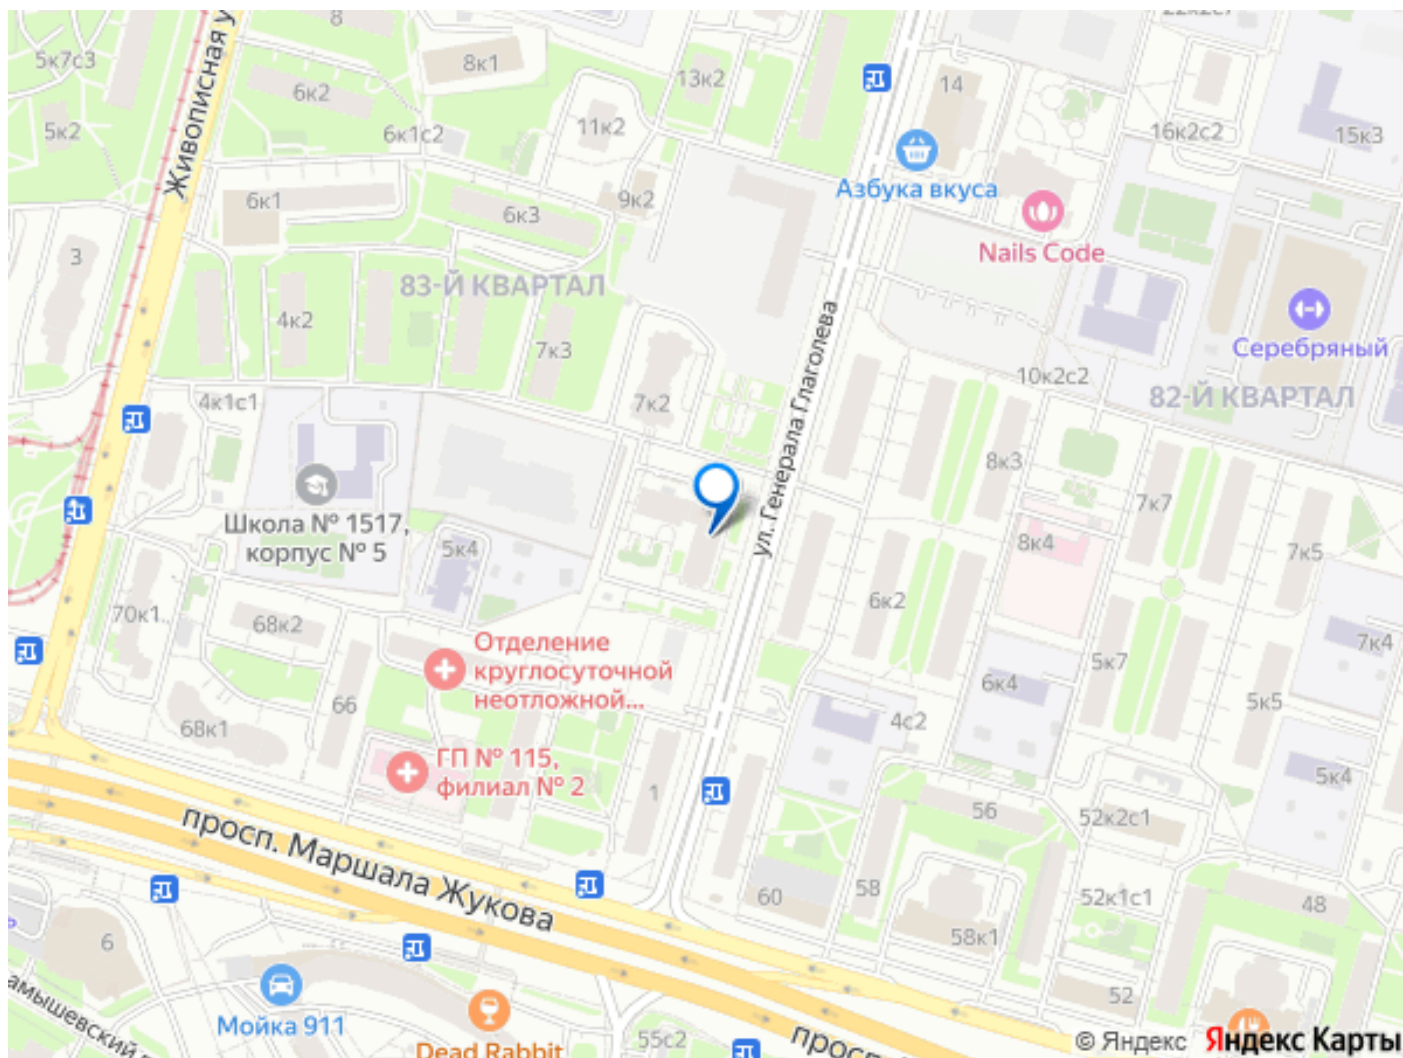 8
22к2с7
5к7с3
8к1
13к2
14
6к2
Живописная у
5к2
6к1с2
11к2
16к2с2
15к3
Азбука вкуса
6к1
6к3
9к2
Nails Code
3
83-Й КВАРТАЛ
4к2
7к3
Серебряный
ул. Генерала Глаголева
10к2с2
82-Й КВАРТАЛ
4к1с1
7к2
8к3
7к7
Школа № 1517,
корпус № 5
5к4
8к4
7к5
6к2
70к1
68к2
Отделение
круглосуточной
неотложной...
7к4
5к7
6к4
66
68к1
4с2
5к5
ГП № 115,
филиал № 2
1
5к4
56
52к2с1
просп. Маршала Жукова
60
58
52к1с1
48
6
58к1
амышевский
52
Мойка 911
Dead Rabbit
55с2
просп.
© Яндекс Яндекс Карты